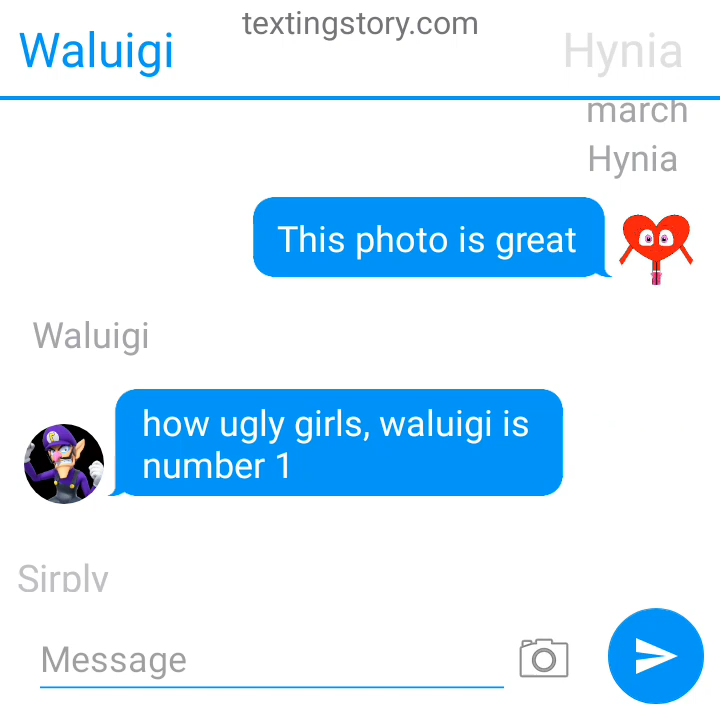 textingstory.com
Waluigi
Hynia
march
Hynia
This photo is great
Waluigi
how ugly girls, waluigi is
number 1
Sirply
Message